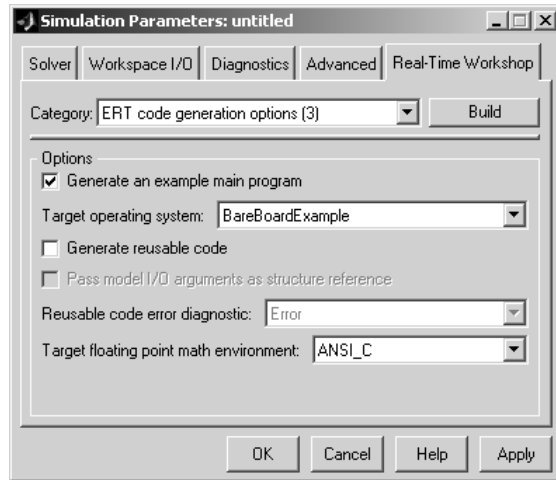 Simulation Parameters: untitled
Solver Workspace I/O Diagnostics Advanced Real-Time Workshop
Category: ERT code generation options (3) Build
Options
Generate an example main program
Target operating system: BareBoardExample
Generate reusable code
Pass model I/O arguments as structure reference
Reusable code error diagnostic: Error
Target floating point math environment: ANSI_C
OK Cancel Help Apply